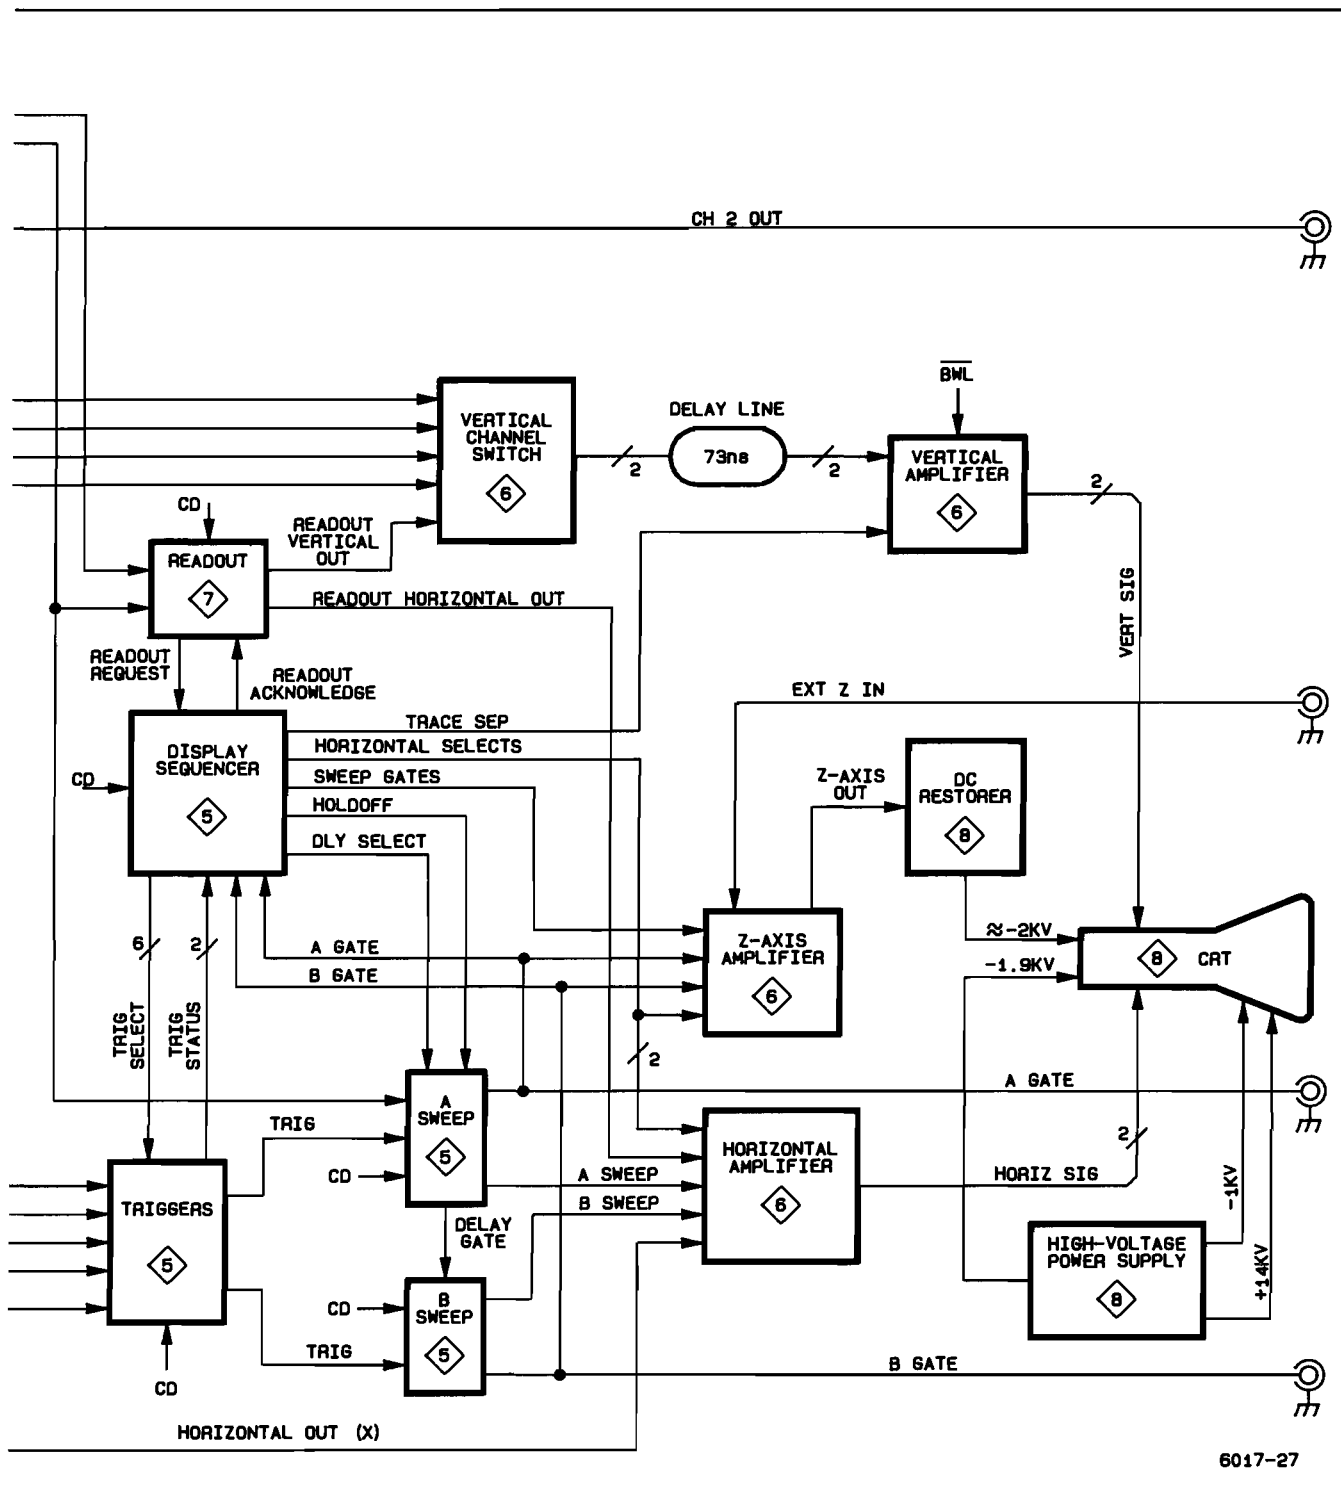 CH 2 OUT
BWL
DELAY LINE
VERTICAL
CHANNEL
SWITCH
6
2
73ns
2
VERTICAL
AMPLIFIER
6
2
CD
READOUT
VERTICAL
OUT
READOUT
7
READOUT HORIZONTAL OUT
VERT SIG
READOUT
REQUEST
READOUT
ACKNOWLEDGE
EXT Z IN
TRACE SEP
HORIZONTAL SELECTS
SWEEP GATES
HOLDOFF
DLY SELECT
CD
DISPLAY
SEQUENCER
5
Z-AXIS
OUT
DC
RESTORER
8
6
2
A GATE
B GATE
Z-AXIS
AMPLIFIER
6
≈-2KV
-1.9KV
8
CRT
TRIG
SELECT
TRIG
STATUS
2
A GATE
A
SWEEP
5
TRIG
CD
HORIZONTAL
AMPLIFIER
6
2
A SWEEP
B SWEEP
HORIZ SIG
TRIGGERS
5
DELAY
GATE
-1KV
+14KV
HIGH-VOLTAGE
POWER SUPPLY
8
CD
B
SWEEP
5
TRIG
CD
B GATE
HORIZONTAL OUT (X)
6017-27